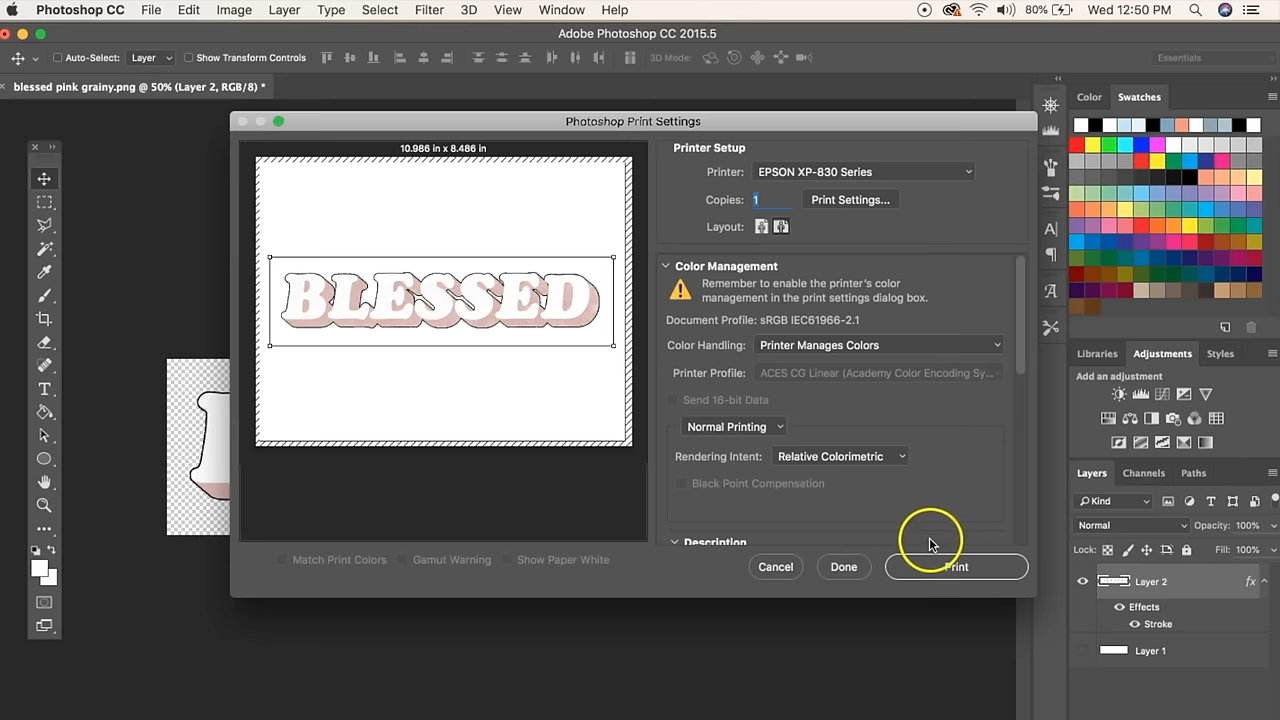 Photoshop CC File Edit Image Layer Type Select Filter 3D View Window Help 80% Wed 12:50 PM
Adobe Photoshop CC 2015.5
Auto-Select: Layer Show Transform Controls 3D Mode: Essentials
blessed pink grainy.png @ 50% (Layer 2, RGB/8) *
Color Swatches
Photoshop Print Settings
10.986 in x 8.486 in
BLESSED
Match Print Colors Gamut Warning Show Paper White
Printer Setup
Printer: EPSON XP-830 Series
Copies: 1 Print Settings...
Layout:
Color Management
Remember to enable the printer's color
management in the print settings dialog box.
Document Profile: sRGB IEC61966-2.1
Color Handling: Printer Manages Colors
Printer Profile: ACES CG Linear (Academy Color Encoding Sy...
Send 16-bit Data
Normal Printing
Rendering Intent: Relative Colorimetric
Black Point Compensation
Description
Cancel Done Print
Libraries Adjustments Styles
Add an adjustment
Layers Channels Paths
Kind
Normal Opacity: 100%
Lock: Fill: 100%
Layer 2 fx
Effects
Stroke
Layer 1